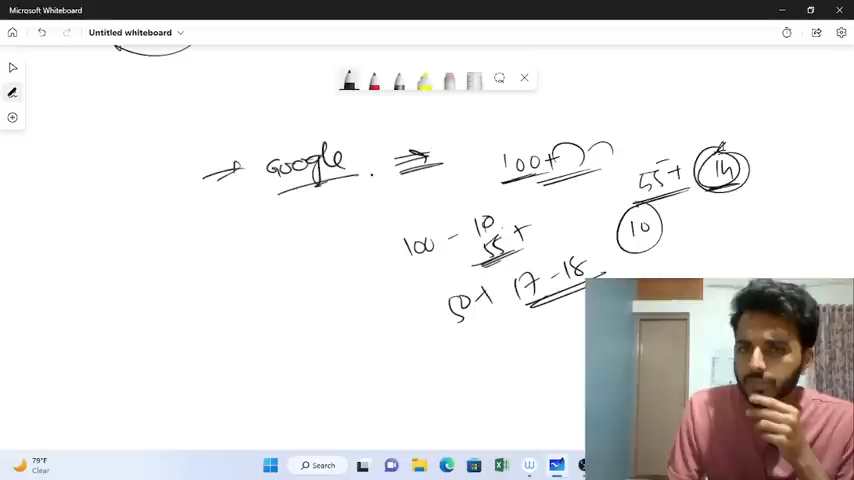 Microsoft Whiteboard
Untitled whiteboard
→ Google. ⇒ 100+
55+ 14
100 - 10
55+
10
50+ 17-18
79°F
Clear
Search